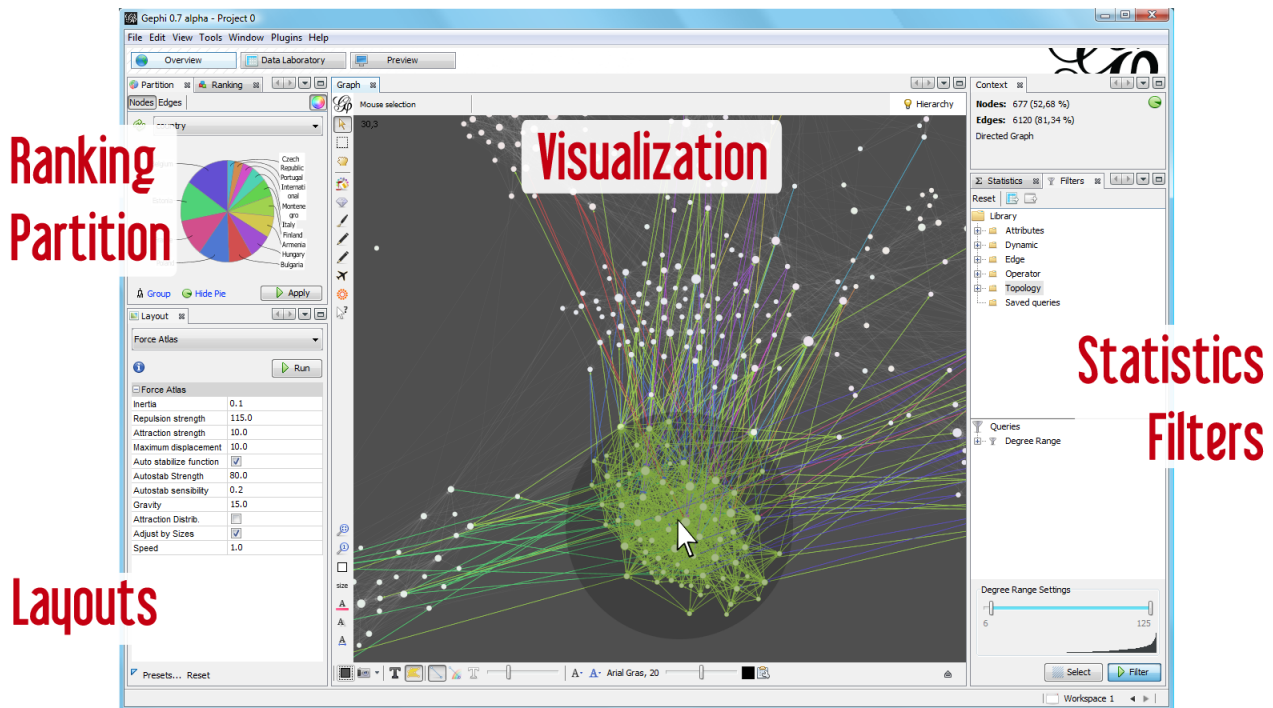 Gephi 0.7 alpha - Project 0
File Edit View Tools Window Plugins Help
Overview
Data Laboratory
Preview
Partition
Ranking
Nodes Edges
country
Czech
Republic
Portugal
Internati
onal
Montene
gro
Italy
Finland
Armenia
Hungary
Bulgaria
Group
Hide Pie
Apply
Ranking
Partition
Layout
Force Atlas
Run
Force Atlas
Inertia 0.1
Repulsion strength 115.0
Attraction strength 10.0
Maximum displacement 10.0
Auto stabilize function
Autostab Strength 80.0
Autostab sensibility 0.2
Gravity 15.0
Attraction Distrib.
Adjust by Sizes
Speed 1.0
Layouts
Presets... Reset
Graph
Mouse selection
Hierarchy
30,3
Visualization
size
A
A
A
T
T
A- A- Arial Gras, 20
Context
Nodes: 677 (52,68 %)
Edges: 6120 (81,34 %)
Directed Graph
Σ Statistics
Filters
Reset
Library
Attributes
Dynamic
Edge
Operator
Topology
Saved queries
Statistics
Filters
Queries
Degree Range
Degree Range Settings
6 125
Select
Filter
Workspace 1